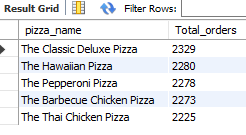 Result Grid Filter Rows:
pizza_name Total_orders
The Classic Deluxe Pizza 2329
The Hawaiian Pizza 2280
The Pepperoni Pizza 2278
The Barbecue Chicken Pizza 2273
The Thai Chicken Pizza 2225